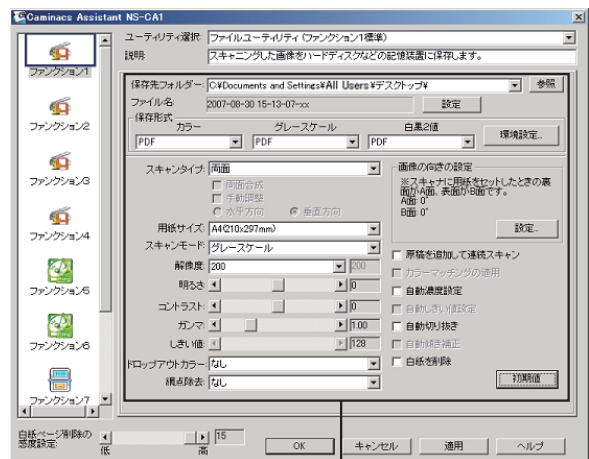 Caminacs Assistant NS-CA1
ユーティリティ選択: ファイルユーティリティ (ファンクション1標準)
説明: スキャニングした画像をハードディスクなどの記憶装置に保存します。
ファンクション1
ファンクション2
ファンクション3
ファンクション4
ファンクション5
ファンクション6
ファンクション7
保存先フォルダー: C:¥Documents and Settings¥All Users¥デスクトップ¥ 参照
ファイル名: 2007-08-30 15-13-07-xx 設定
保存形式
カラー グレースケール 白黒2値
PDF PDF PDF 環境設定...
スキャンタイプ: 両面
両面合成
手動調整
水平方向 垂直方向
用紙サイズ: A4(210x297mm)
スキャンモード: グレースケール
解像度: 200 200
明るさ: 0
コントラスト: 0
ガンマ: 1.00
しきい値: 128
ドロップアウトカラー: なし
網点除去: なし
画像の向きの設定
※スキャナに用紙をセットしたときの裏
面がA面、表面がB面です。
A面: 0°
B面: 0°
設定...
原稿を追加して連続スキャン
カラーマッチングの適用
自動濃度設定
自動しきい値設定
自動切り抜き
自動傾き補正
白紙を削除
初期値
白紙ページ削除の
感度設定: 低 高 15
OK キャンセル 適用 ヘルプ